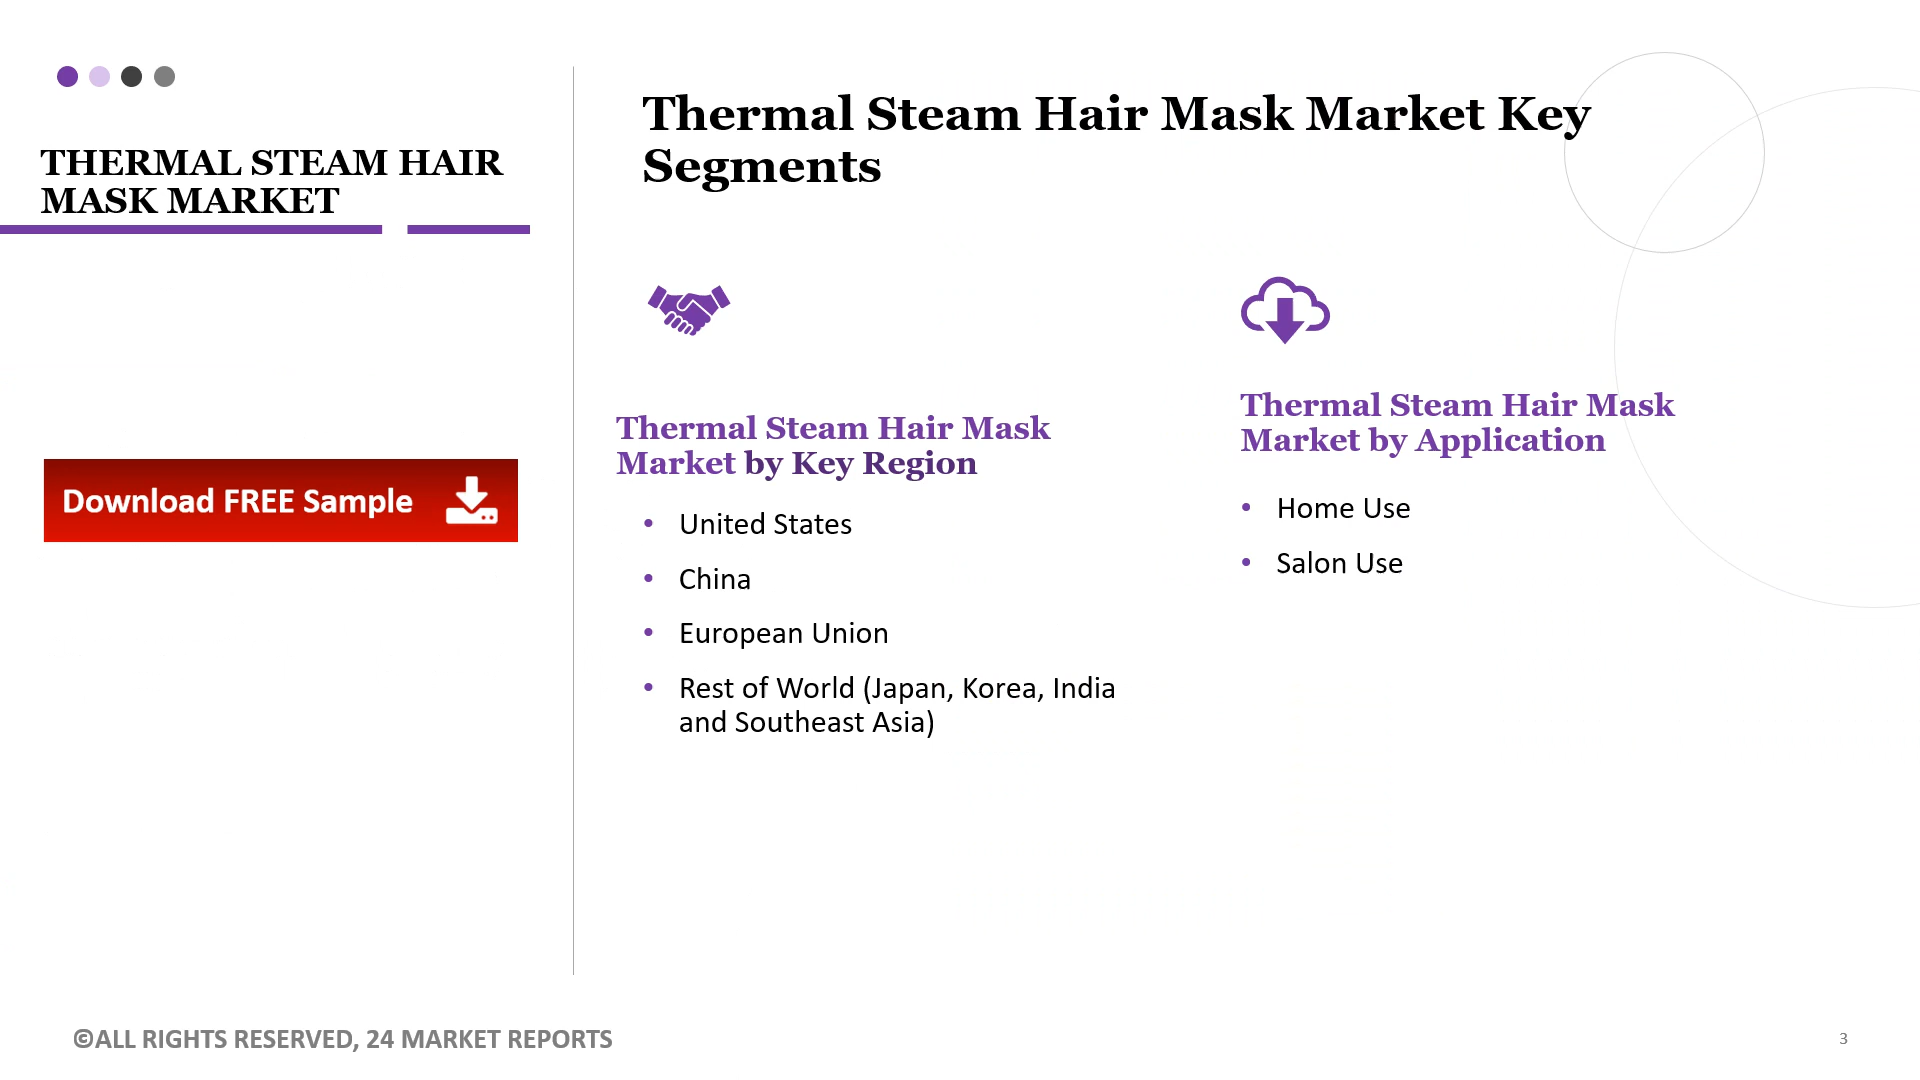 THERMAL STEAM HAIR
MASK MARKET
Download FREE Sample
Thermal Steam Hair Mask Market Key
Segments
Thermal Steam Hair Mask
Market by Key Region
• United States
• China
• European Union
• Rest of World (Japan, Korea, India
and Southeast Asia)
Thermal Steam Hair Mask
Market by Application
• Home Use
• Salon Use
©ALL RIGHTS RESERVED, 24 MARKET REPORTS
3